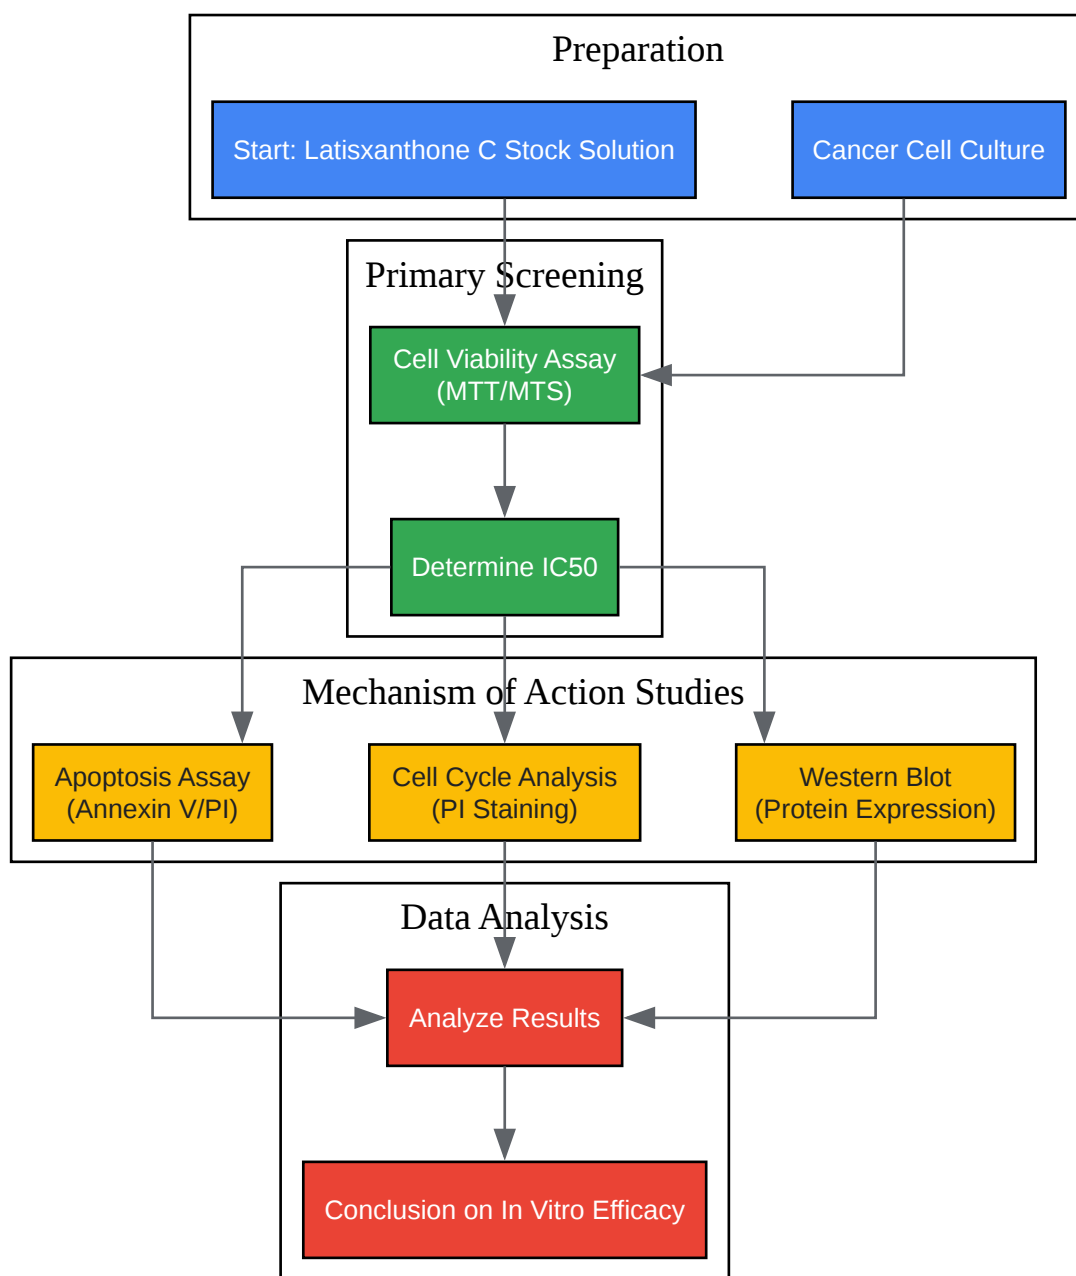 Preparation
Start: Latisxanthone C Stock Solution
Cancer Cell Culture
Primary Screening
Cell Viability Assay
(MTT/MTS)
Determine IC50
Mechanism of Action Studies
Apoptosis Assay
(Annexin V/PI)
Cell Cycle Analysis
(PI Staining)
Western Blot
(Protein Expression)
Data Analysis
Analyze Results
Conclusion on In Vitro Efficacy